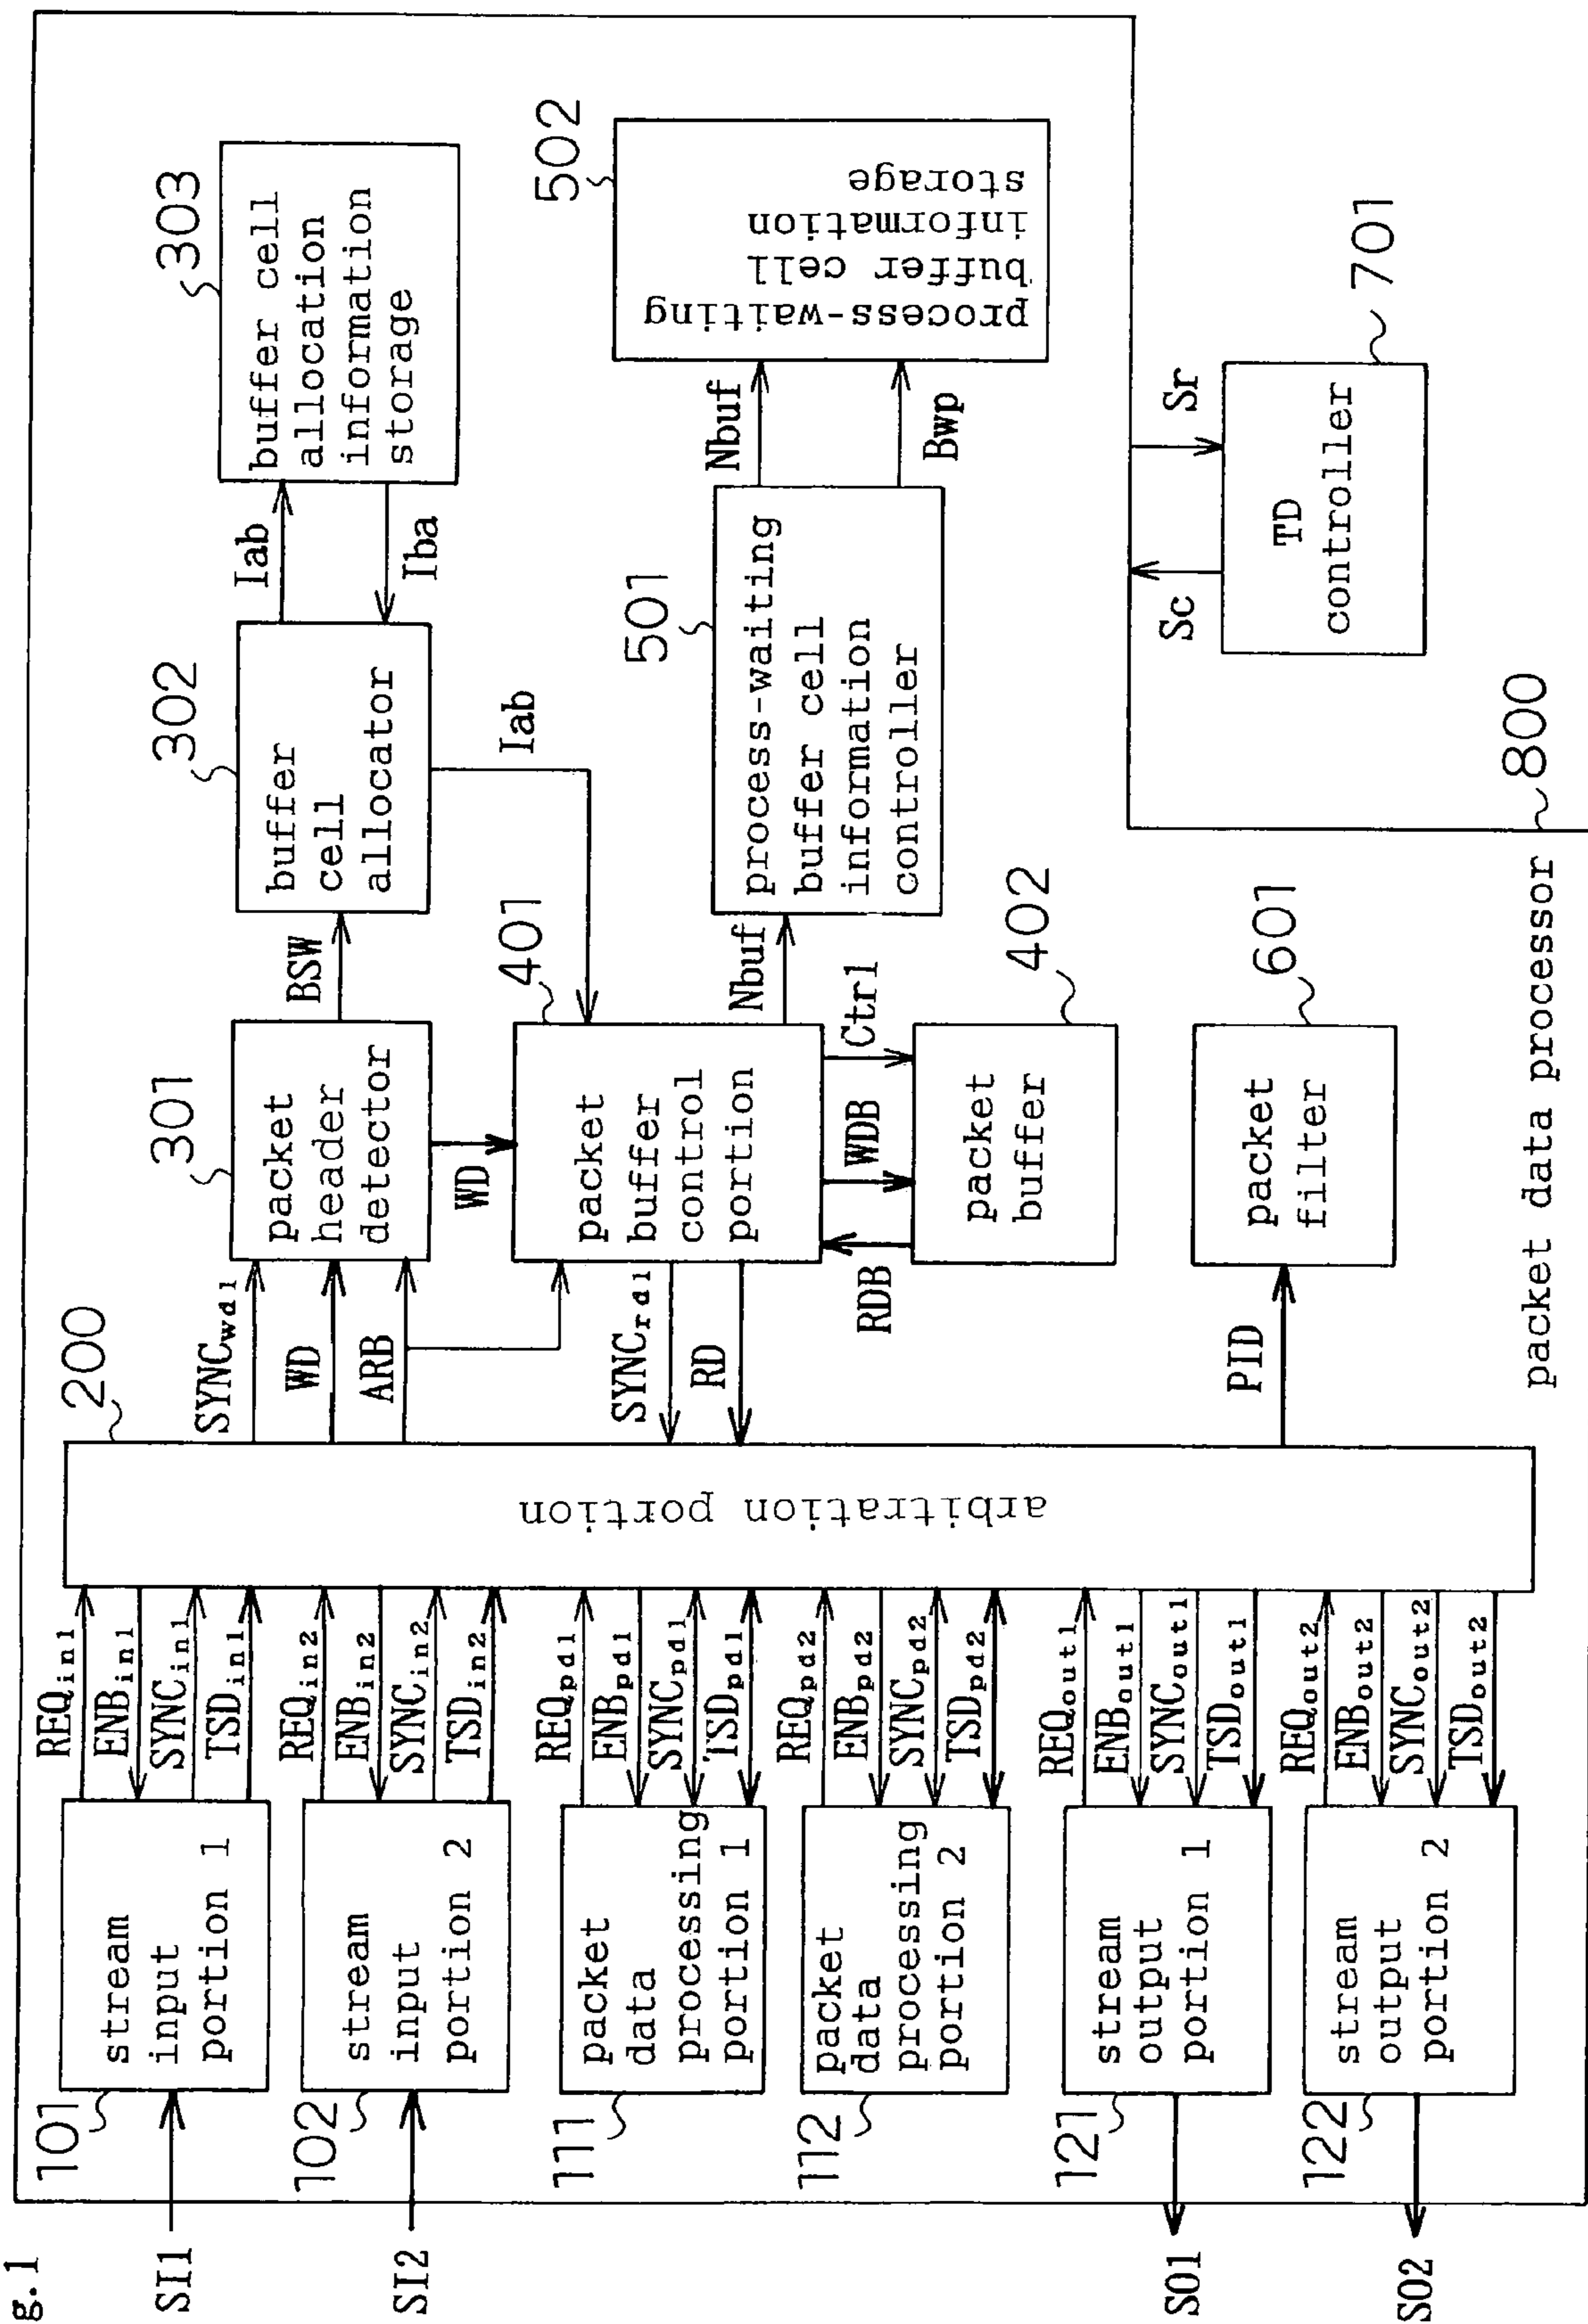 g.1
SI1
SI2
SO1
SO2
101
stream
input
portion 1
102
stream
input
portion 2
111
packet
data
processing
portion 1
112
packet
data
processing
portion 2
121
stream
output
portion 1
122
stream
output
portion 2
REQin1
ENBin1
SYNCin1
TSDin1
REQin2
ENBin2
SYNCin2
TSDin2
REQpd1
ENBpd1
SYNCpd1
TSDpd1
REQpd2
ENBpd2
SYNCpd2
TSDpd2
REQout1
ENBout1
SYNCout1
TSDout1
REQout2
ENBout2
SYNCout2
TSDout2
200
arbitration portion
SYNCwd1
WD
ARB
SYNCrd1
RD
PID
301
packet
header
detector
WD
BSW
401
packet
buffer
control
portion
RDB
WDB
Ctrl
402
packet
buffer
601
packet
filter
302
buffer
cell
allocator
Iab
Iab
Iba
303
buffer cell
allocation
information
storage
Nbuf
501
process-waiting
buffer cell
information
controller
Nbuf
Bwp
502
process-waiting
buffer cell
information
storage
Sc
Sr
701
TD
controller
packet data processor
800